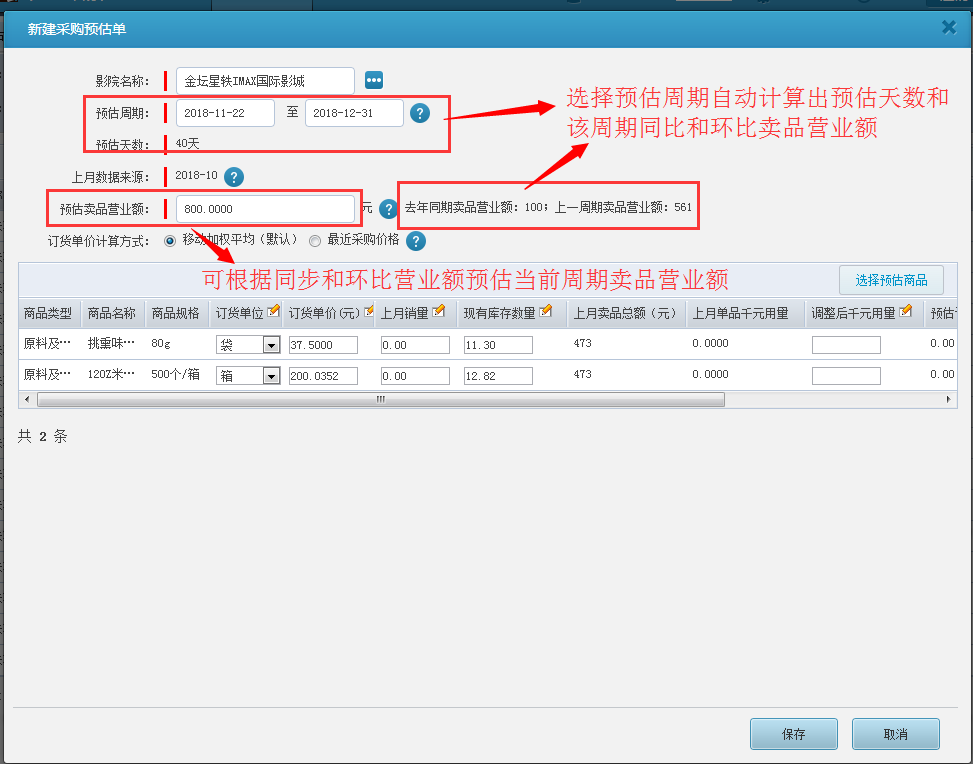 新建采购预估单
影院名称： 金坛星轶IMAX国际影城
预估周期： 2018-11-22 至 2018-12-31
选择预估周期自动计算出预估天数和
该周期同比和环比卖品营业额
预估天数： 40天
上月数据来源： 2018-10
预估卖品营业额： 800.0000 元 去年同期卖品营业额：100；上一周期卖品营业额：561
订货单价计算方式： 移动加权平均（默认） 最近采购价格
可根据同步和环比营业额预估当前周期卖品营业额
选择预估商品
商品类型 商品名称 商品规格 订货单位 订货单价(元) 上月销量 现有库存数量 上月卖品总额（元） 上月单品千元用量 调整后千元用量 预估
原料及… 挑熏味… 80g 袋 37.5000 0.00 11.30 473 0.0000 0.00
原料及… 120Z米… 500个/箱 箱 200.0352 0.00 12.82 473 0.0000 0.00
共 2 条
保存 取消